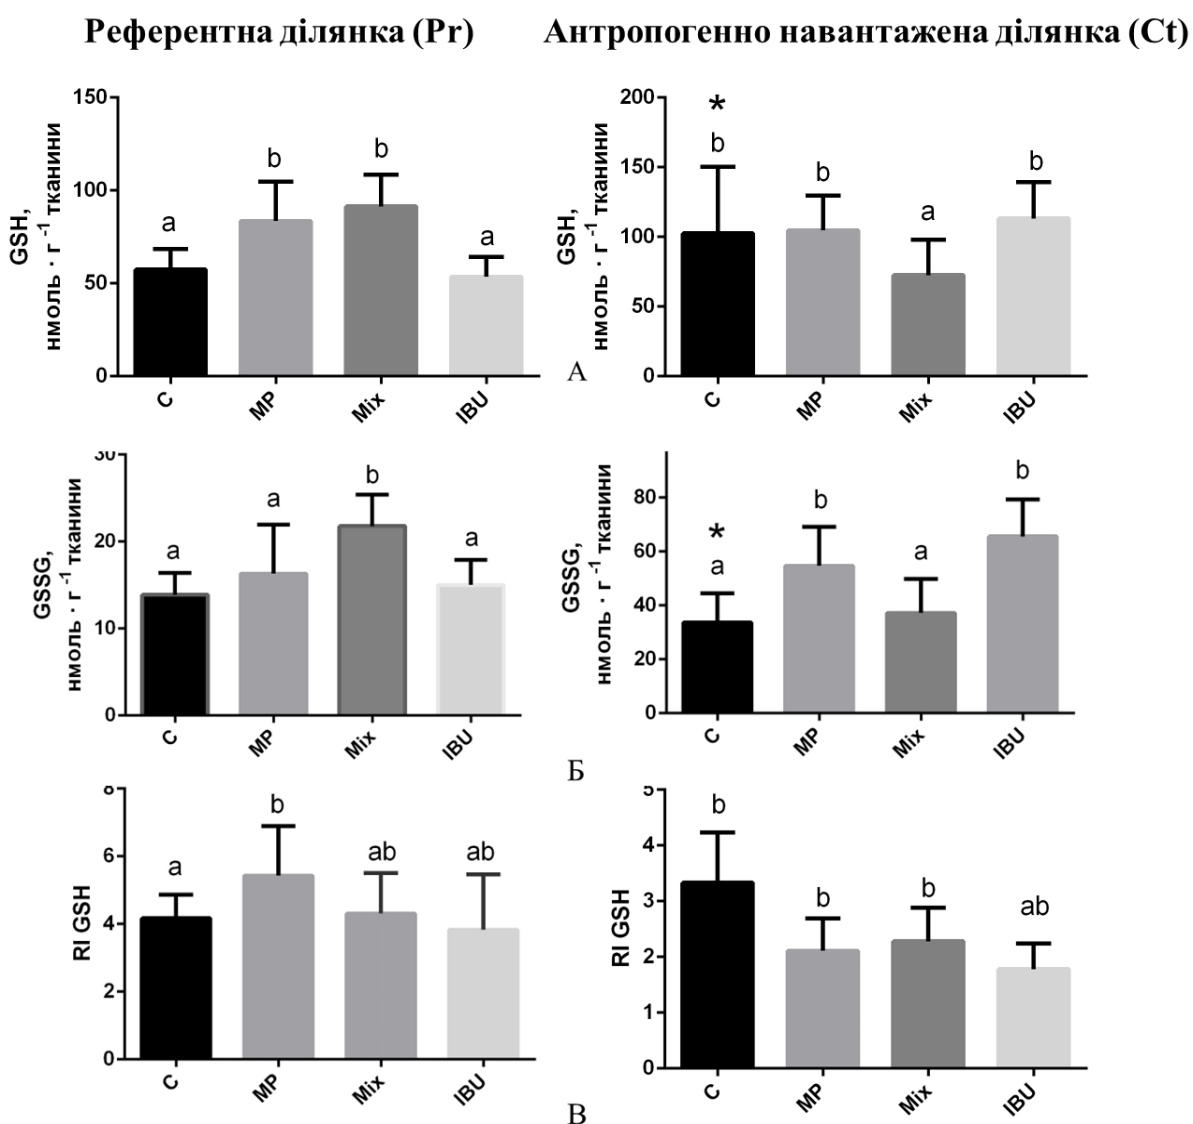 Референтна ділянка (Pr)
Антропогенно навантажена ділянка (Ct)
GSH,
нмоль · г ⁻¹ тканини
150
100
50
0
a
b
b
a
C
MP
Mix
IBU
А
GSH,
нмоль · г ⁻¹ тканини
200
150
100
50
0
*
b
b
a
b
C
MP
Mix
IBU
GSSG,
нмоль · г ⁻¹ тканини
30
20
10
0
a
a
b
a
C
MP
Mix
IBU
Б
GSSG,
нмоль · г ⁻¹ тканини
80
60
40
20
0
*
a
b
a
b
C
MP
Mix
IBU
RI GSH
8
6
4
2
0
a
b
ab
ab
C
MP
Mix
IBU
В
RI GSH
5
4
3
2
1
0
b
b
b
ab
C
MP
Mix
IBU